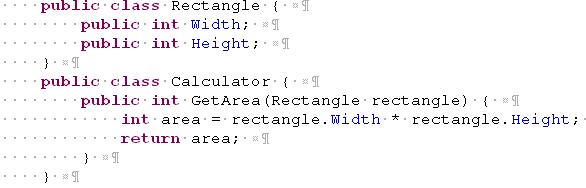 public class Rectangle {
public int Width;
public int Height;
}
public class Calculator {
public int GetArea(Rectangle rectangle) {
int area = rectangle.Width * rectangle.Height;
return area;
}
}